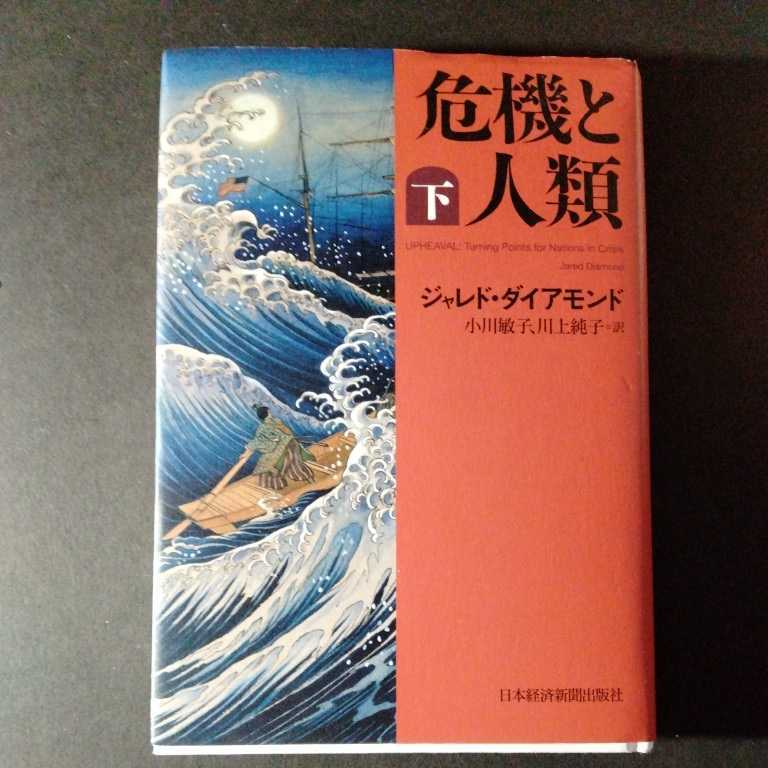 危機と
人類
下
UPHEAVAL: Turning Points for Nations in Crisis
Jared Diamond
ジャレド・ダイアモンド
小川敏子、川上純子=訳
日本経済新聞出版社